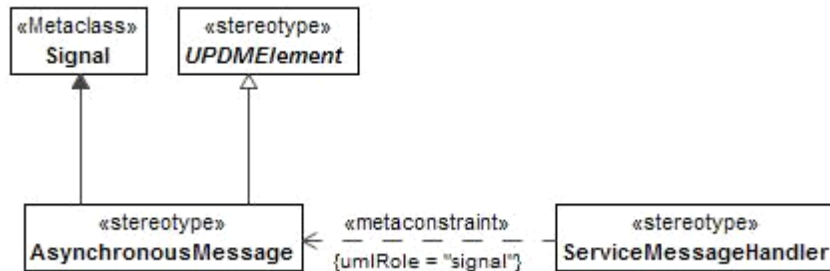 «Metaclass»
Signal
«stereotype»
UPDMElement
«stereotype»
AsynchronousMessage
«metaconstraint»
{umlRole = "signal"}
«stereotype»
ServiceMessageHandler